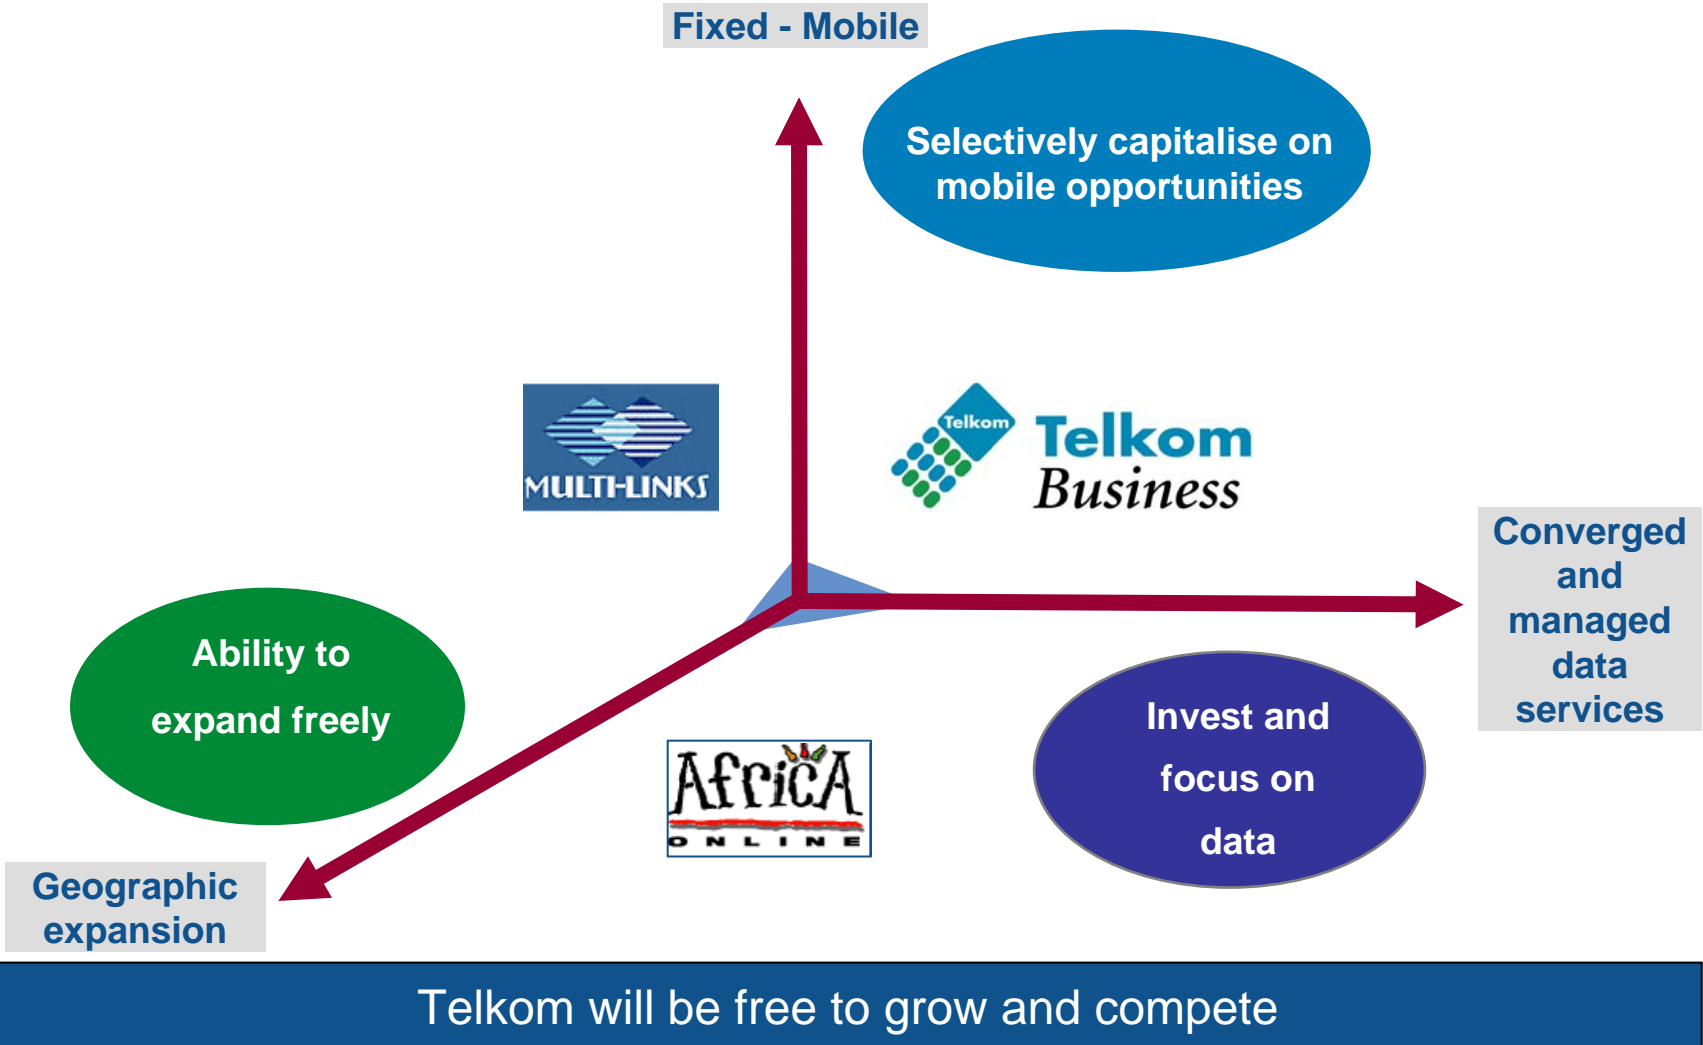 Fixed - Mobile
Selectively capitalise on
mobile opportunities
MULTI-LINKS
Telkom
Telkom
Business
Converged
and
managed
data
services
Ability to
expand freely
Invest and
focus on
data
AfricA
ONLINE
Geographic
expansion
Telkom will be free to grow and compete